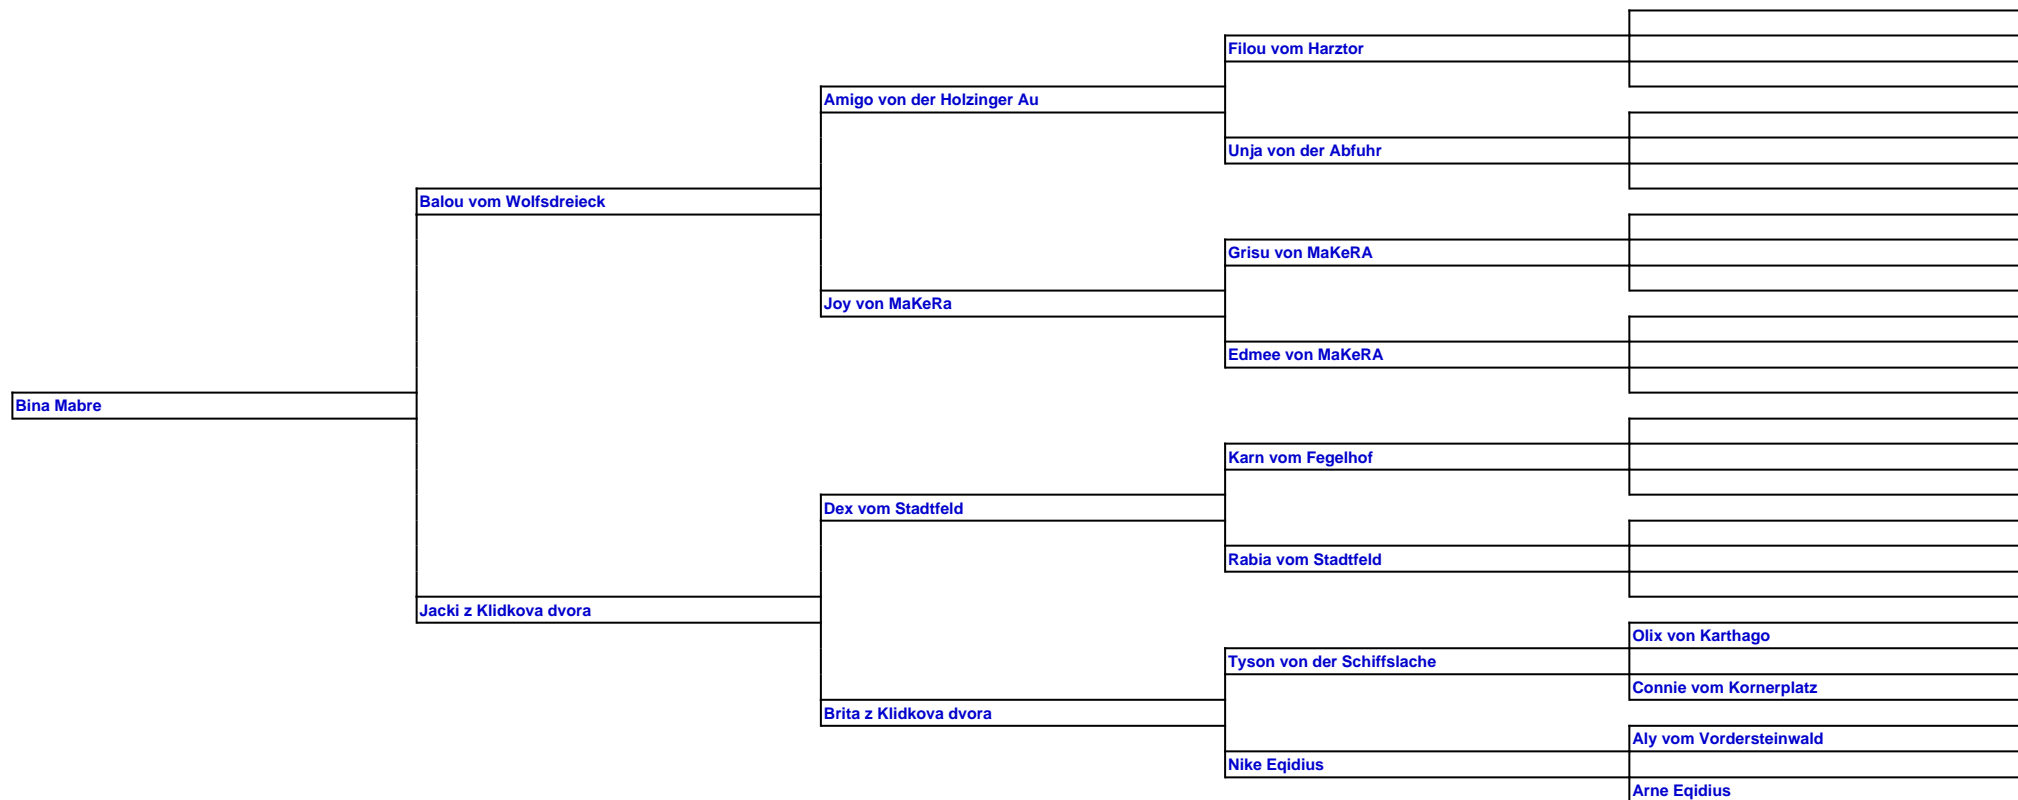 Filou vom Harztor
Amigo von der Holzinger Au
Unja von der Abfuhr
Balou vom Wolfsdreieck
Grisu von MaKeRA
Joy von MaKeRa
Edmee von MaKeRA
Bina Mabre
Karn vom Fegelhof
Dex vom Stadtfeld
Rabia vom Stadtfeld
Jacki z Klidkova dvora
Olix von Karthago
Tyson von der Schiffslache
Connie vom Kornerplatz
Brita z Klidkova dvora
Aly vom Vordersteinwald
Nike Eqidius
Arne Eqidius